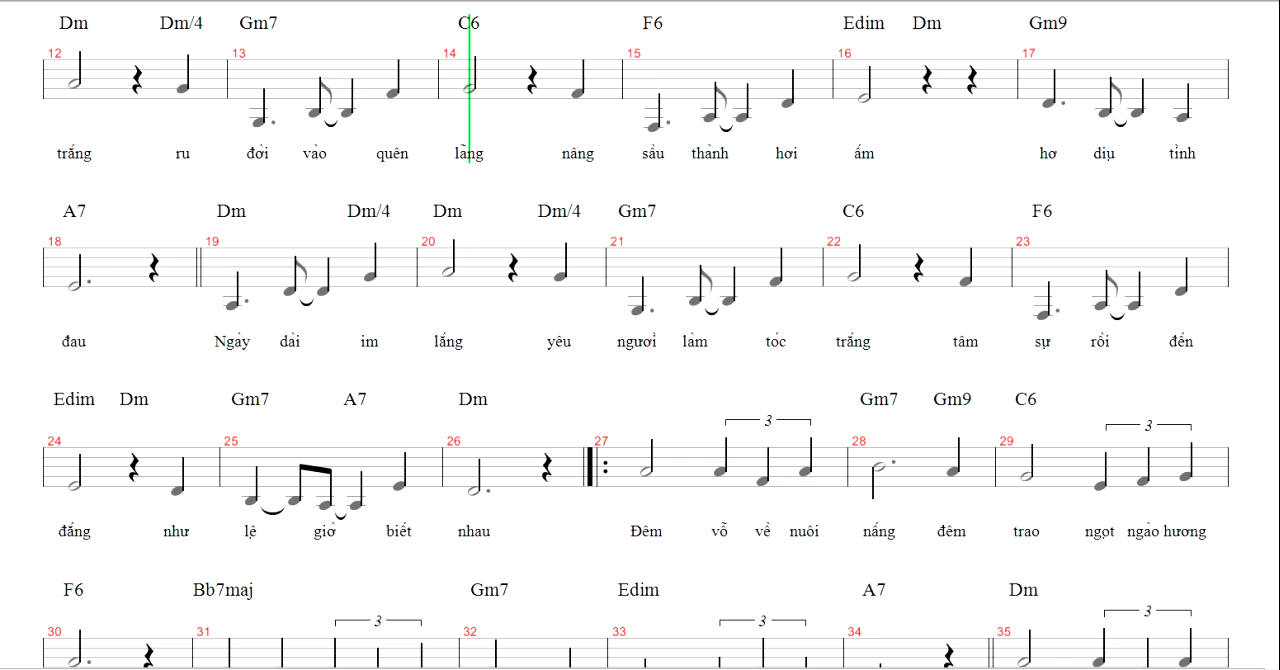 Dm Dm/4 Gm7 C6 F6 Edim Dm Gm9
12 13 14 15 16 17
trắng ru đời vào quên lãng nâng sầu thành hơi ấm hơ dịu tình
A7 Dm Dm/4 Dm Dm/4 Gm7 C6 F6
18 19 20 21 22 23
đau Ngày dài im lắng yêu người làm tóc trắng tâm sự rồi đến
Edim Dm Gm7 A7 Dm Gm7 Gm9 C6
3 3
24 25 26 27 28 29
đắng như lệ giờ biết nhau Đêm vỗ về nuôi nấng đêm trao ngọt ngào hương
F6 Bb7maj Gm7 Edim A7 Dm
3 3 3
30 31 32 33 34 35